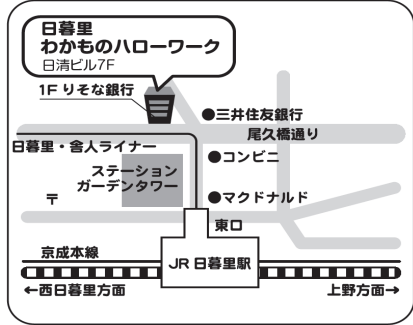 日暮里
わかものハローワーク
日清ビル7F
1F りそな銀行
●三井住友銀行
尾久橋通り
日暮里・舎人ライナー
●コンビニ
ステーション
ガーデンタワー
〒
●マクドナルド
東口
京成本線
JR 日暮里駅
←西日暮里方面
上野方面→